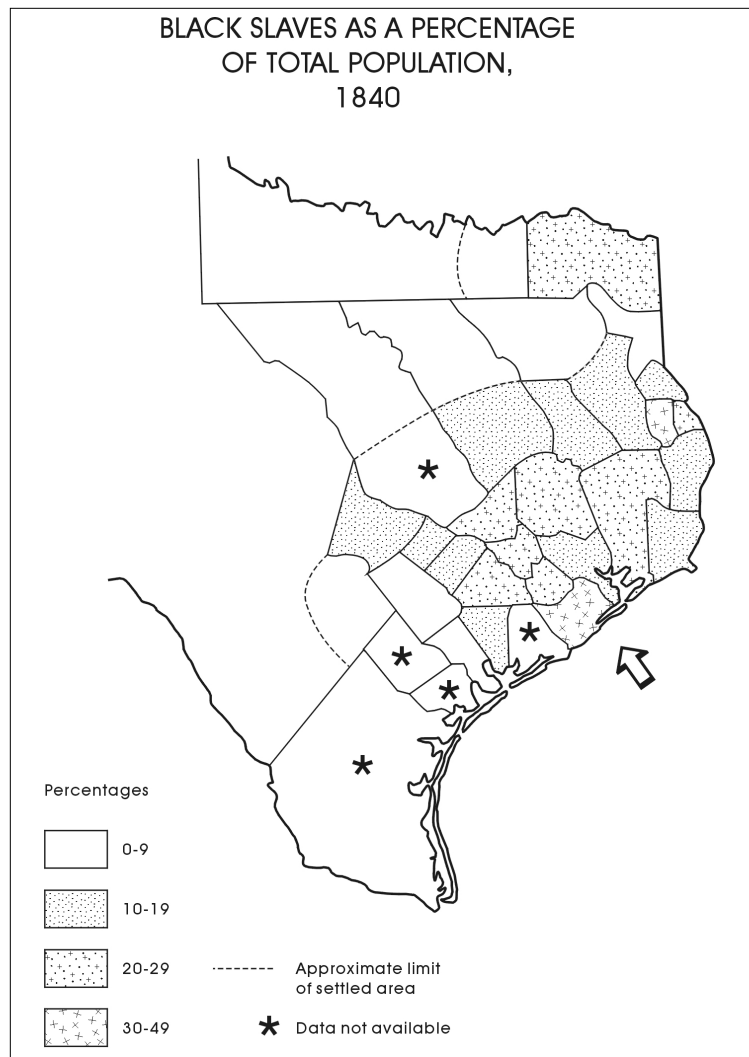 BLACK SLAVES AS A PERCENTAGE
OF TOTAL POPULATION,
1840
Percentages
0-9
10-19
20-29
30-49
Approximate limit
of settled area
Data not available